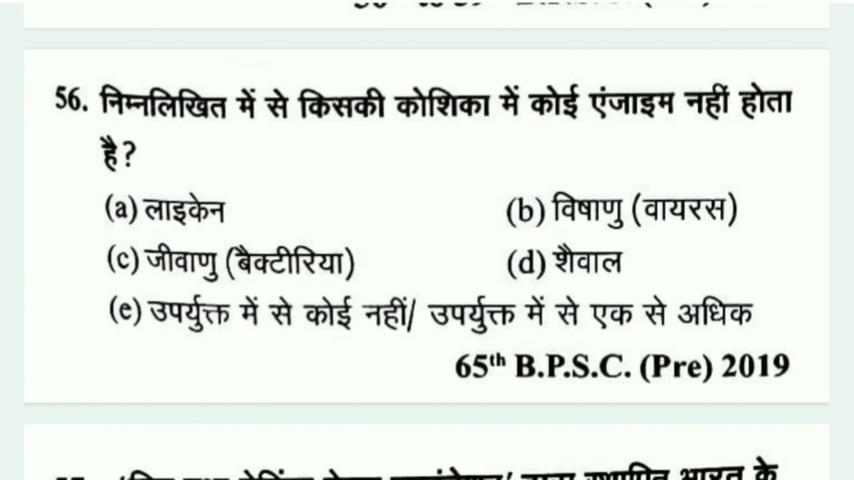 56. निम्नलिखित में से किसकी कोशिका में कोई एंजाइम नहीं होता
है?
(a) लाइकेन (b) विषाणु (वायरस)
(c) जीवाणु (बैक्टीरिया) (d) शैवाल
(e) उपर्युक्त में से कोई नहीं/ उपर्युक्त में से एक से अधिक
65th B.P.S.C. (Pre) 2019